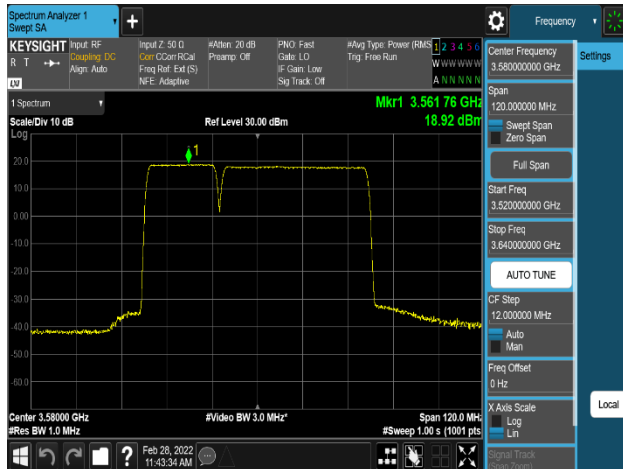 Spectrum Analyzer 1
Swept SA
Frequency
KEYSIGHT
Input: RF
Coupling: DC
Align: Auto
Input Z: 50 Ω
Corr CCorr RCal
Freq Ref: Ext (S)
NFE: Adaptive
#Atten: 20 dB
Preamp: Off
PNO: Fast
Gate: LO
IF Gain: Low
Sig Track: Off
#Avg Type: Power (RMS
Trig: Free Run
1 2 3 4 5 6
W W W W W W
A N N N N N
R T
LXI
1 Spectrum
Scale/Div 10 dB
Ref Level 30.00 dBm
Mkr1 3.561 76 GHz
18.92 dBm
Log
1
20.0
10.0
0.00
-10.0
-20.0
-30.0
-40.0
-50.0
-60.0
Center 3.58000 GHz
#Res BW 1.0 MHz
#Video BW 3.0 MHz*
Span 120.0 MHz
#Sweep 1.00 s (1001 pts
Feb 28, 2022
11:43:34 AM
?
Center Frequency
3.580000000 GHz
Settings
Span
120.000000 MHz
Swept Span
Zero Span
Full Span
Start Freq
3.520000000 GHz
Stop Freq
3.640000000 GHz
AUTO TUNE
CF Step
12.000000 MHz
Auto
Man
Freq Offset
0 Hz
X Axis Scale
Log
Lin
Local
Signal Track
(Span Zoom)